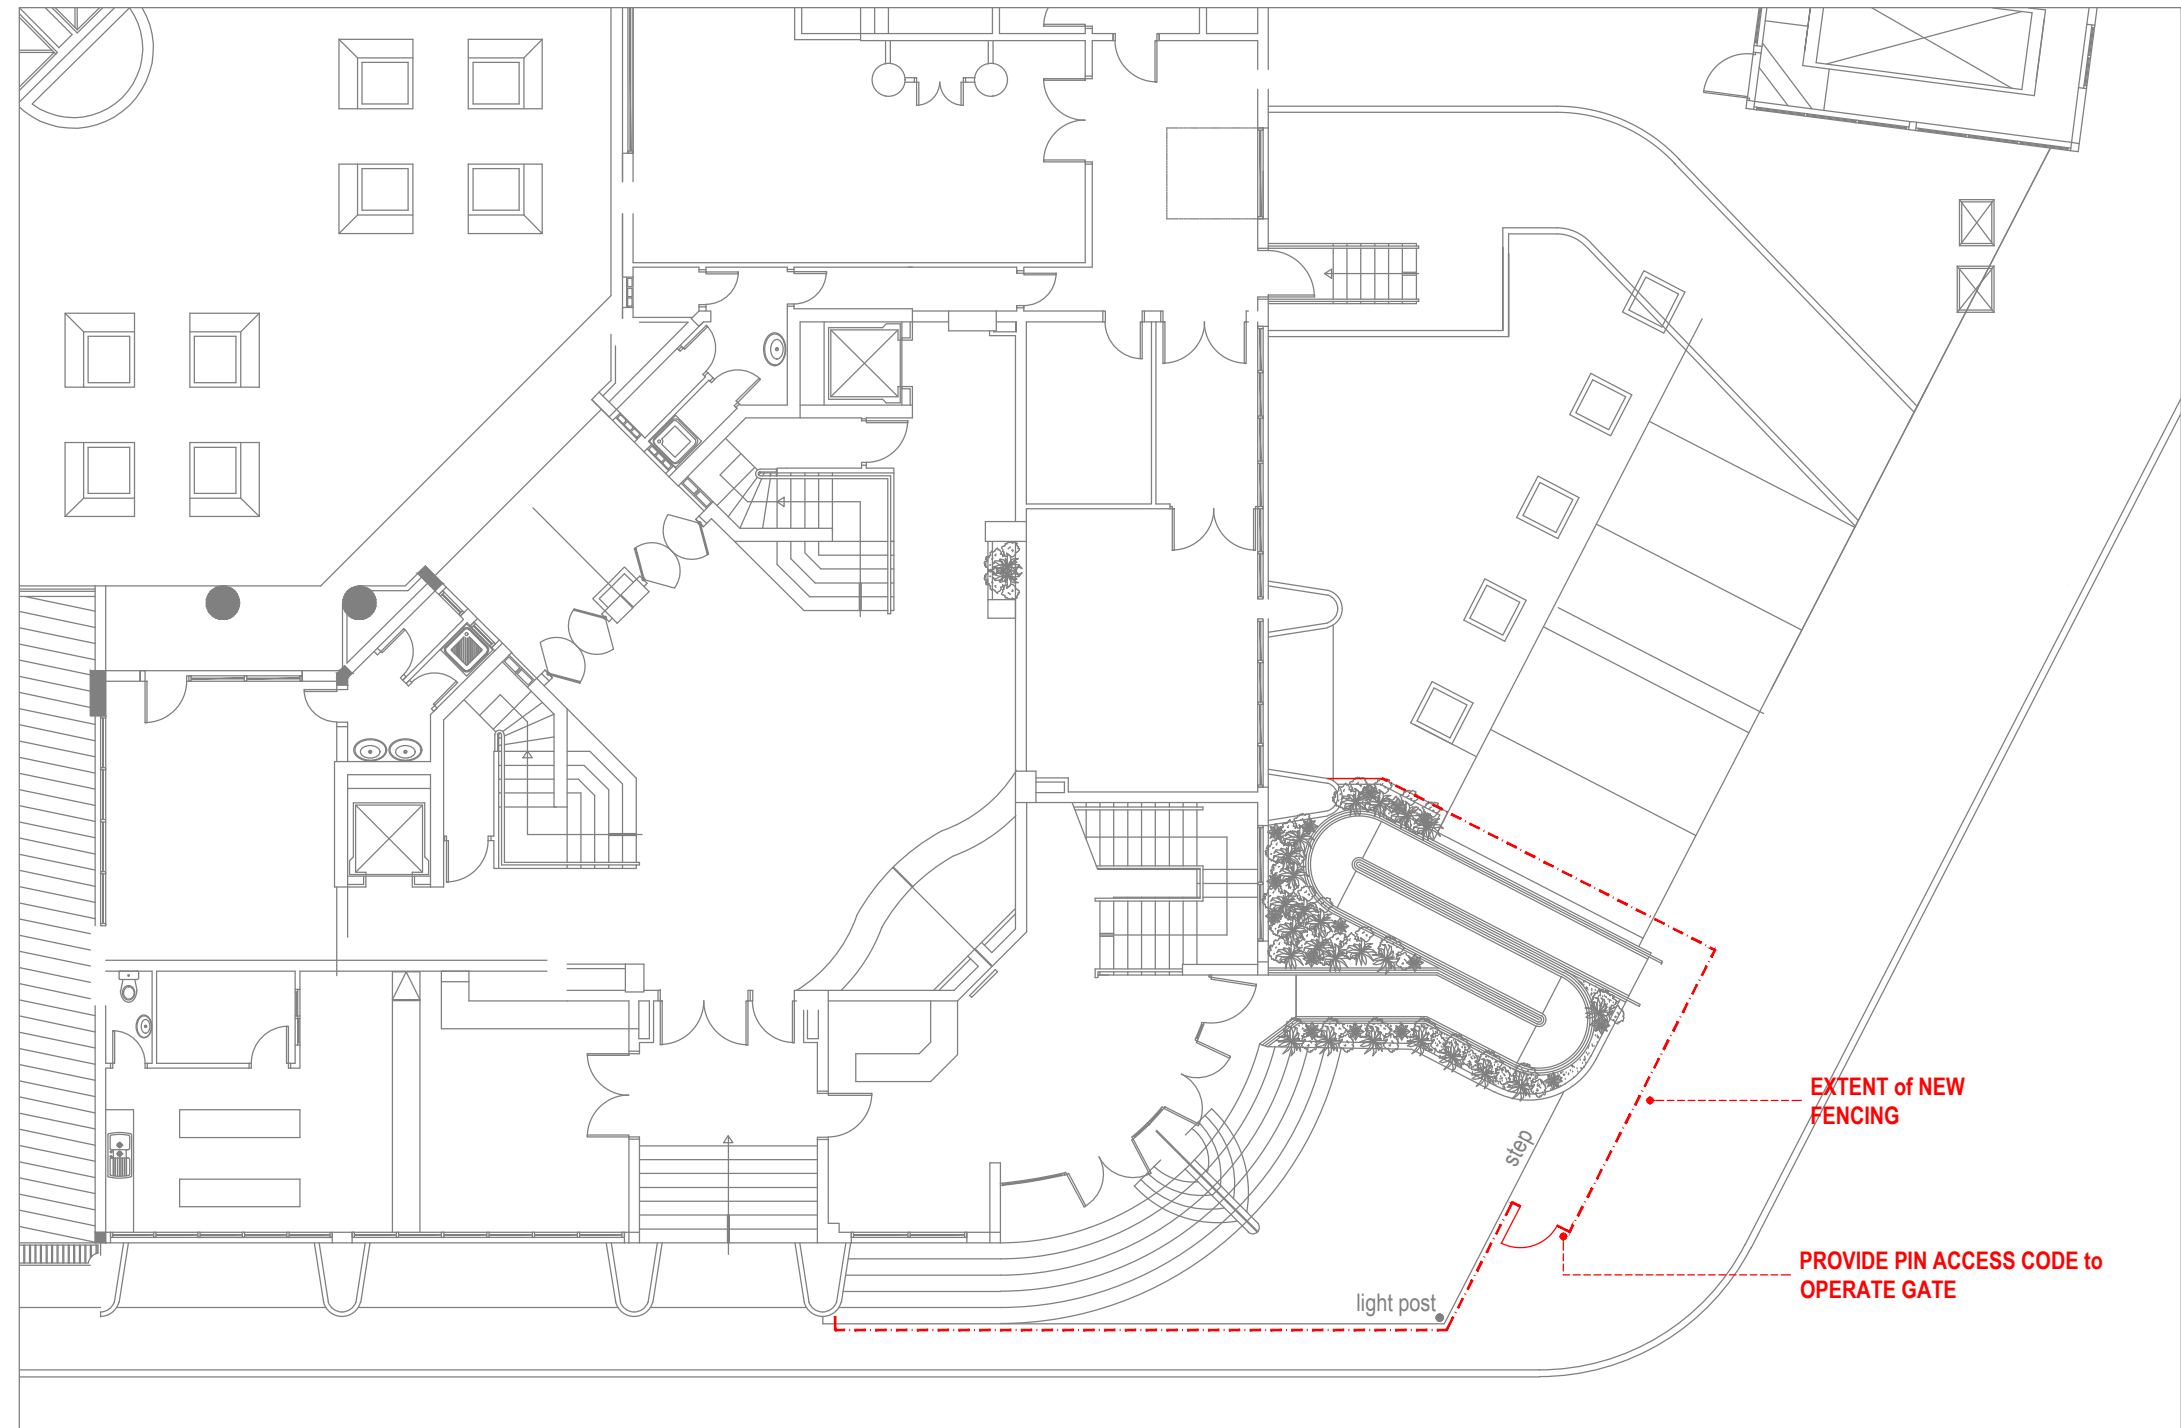 EXTENT of NEW
FENCING
step
PROVIDE PIN ACCESS CODE to
OPERATE GATE
light post